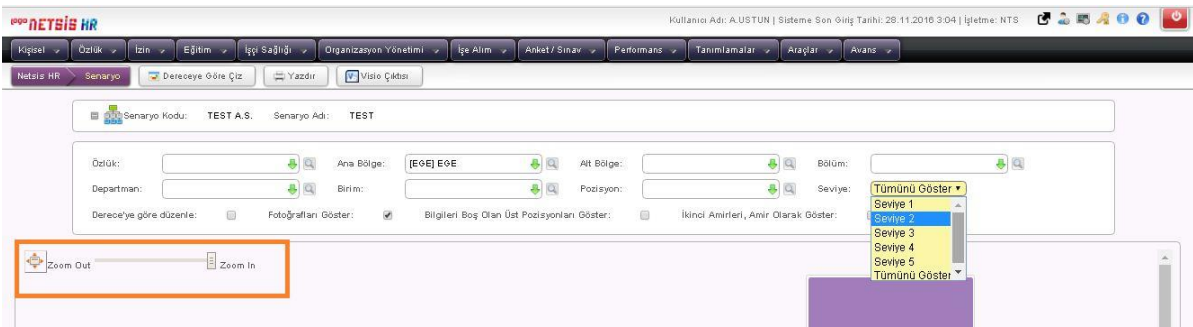 logo NETSİS HR
Kullanıcı Adı: A.USTUN | Sisteme Son Giriş Tarihi: 28.11.2016 3:04 | İşletme: NTS
Kişisel Özlük İzin Eğitim İşçi Sağlığı Organizasyon Yönetimi İşe Alım Anket / Sınav Performans Tanımlamalar Araçlar Avans
Netsis HR Senaryo Dereceye Göre Çiz Yazdır Visio Çıktısı
Senaryo Kodu: TEST A.S. Senaryo Adı: TEST
Özlük: Ana Bölge: [EGE] EGE Alt Bölge: Bölüm:
Departman: Birim: Pozisyon: Seviye: Tümünü Göster
Seviye 1
Seviye 2
Seviye 3
Seviye 4
Seviye 5
Tümünü Göster
Derece'ye göre düzenle: Fotoğrafları Göster: Bilgileri Boş Olan Üst Pozisyonları Göster: İkinci Amirleri, Amir Olarak Göster:
Zoom Out Zoom In